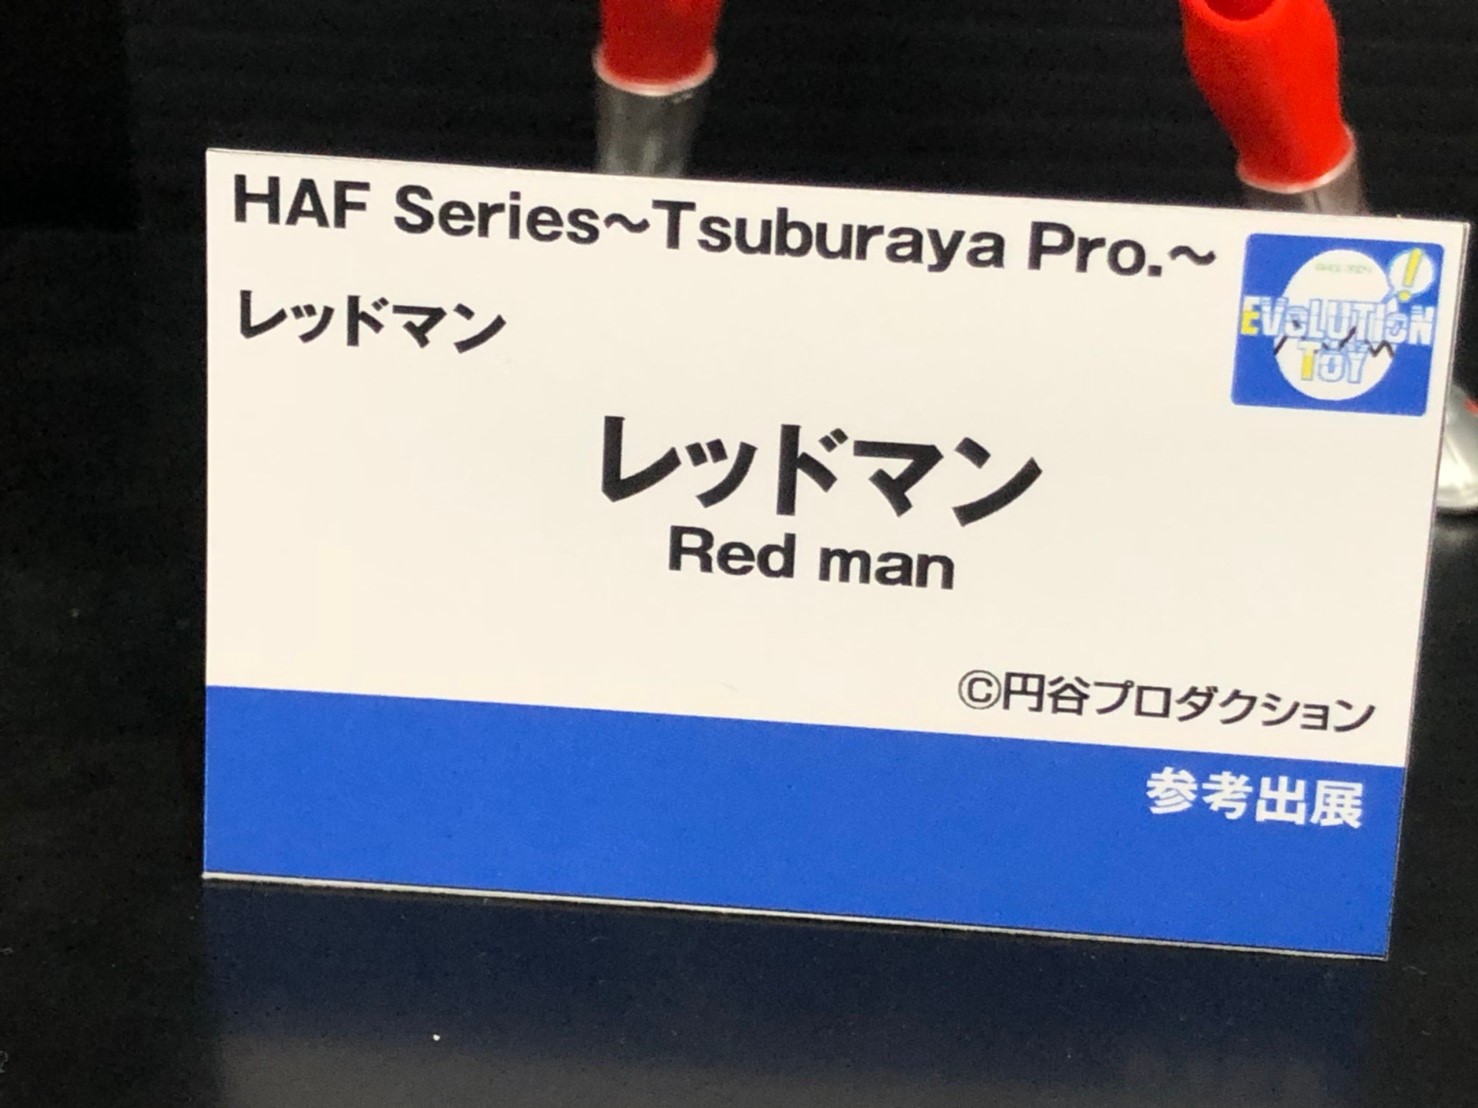 HAF Series~Tsuburaya Pro.~
レッドマン
!
EVOLUTION
TOY
レッドマン
Red man
©円谷プロダクション
参考出展